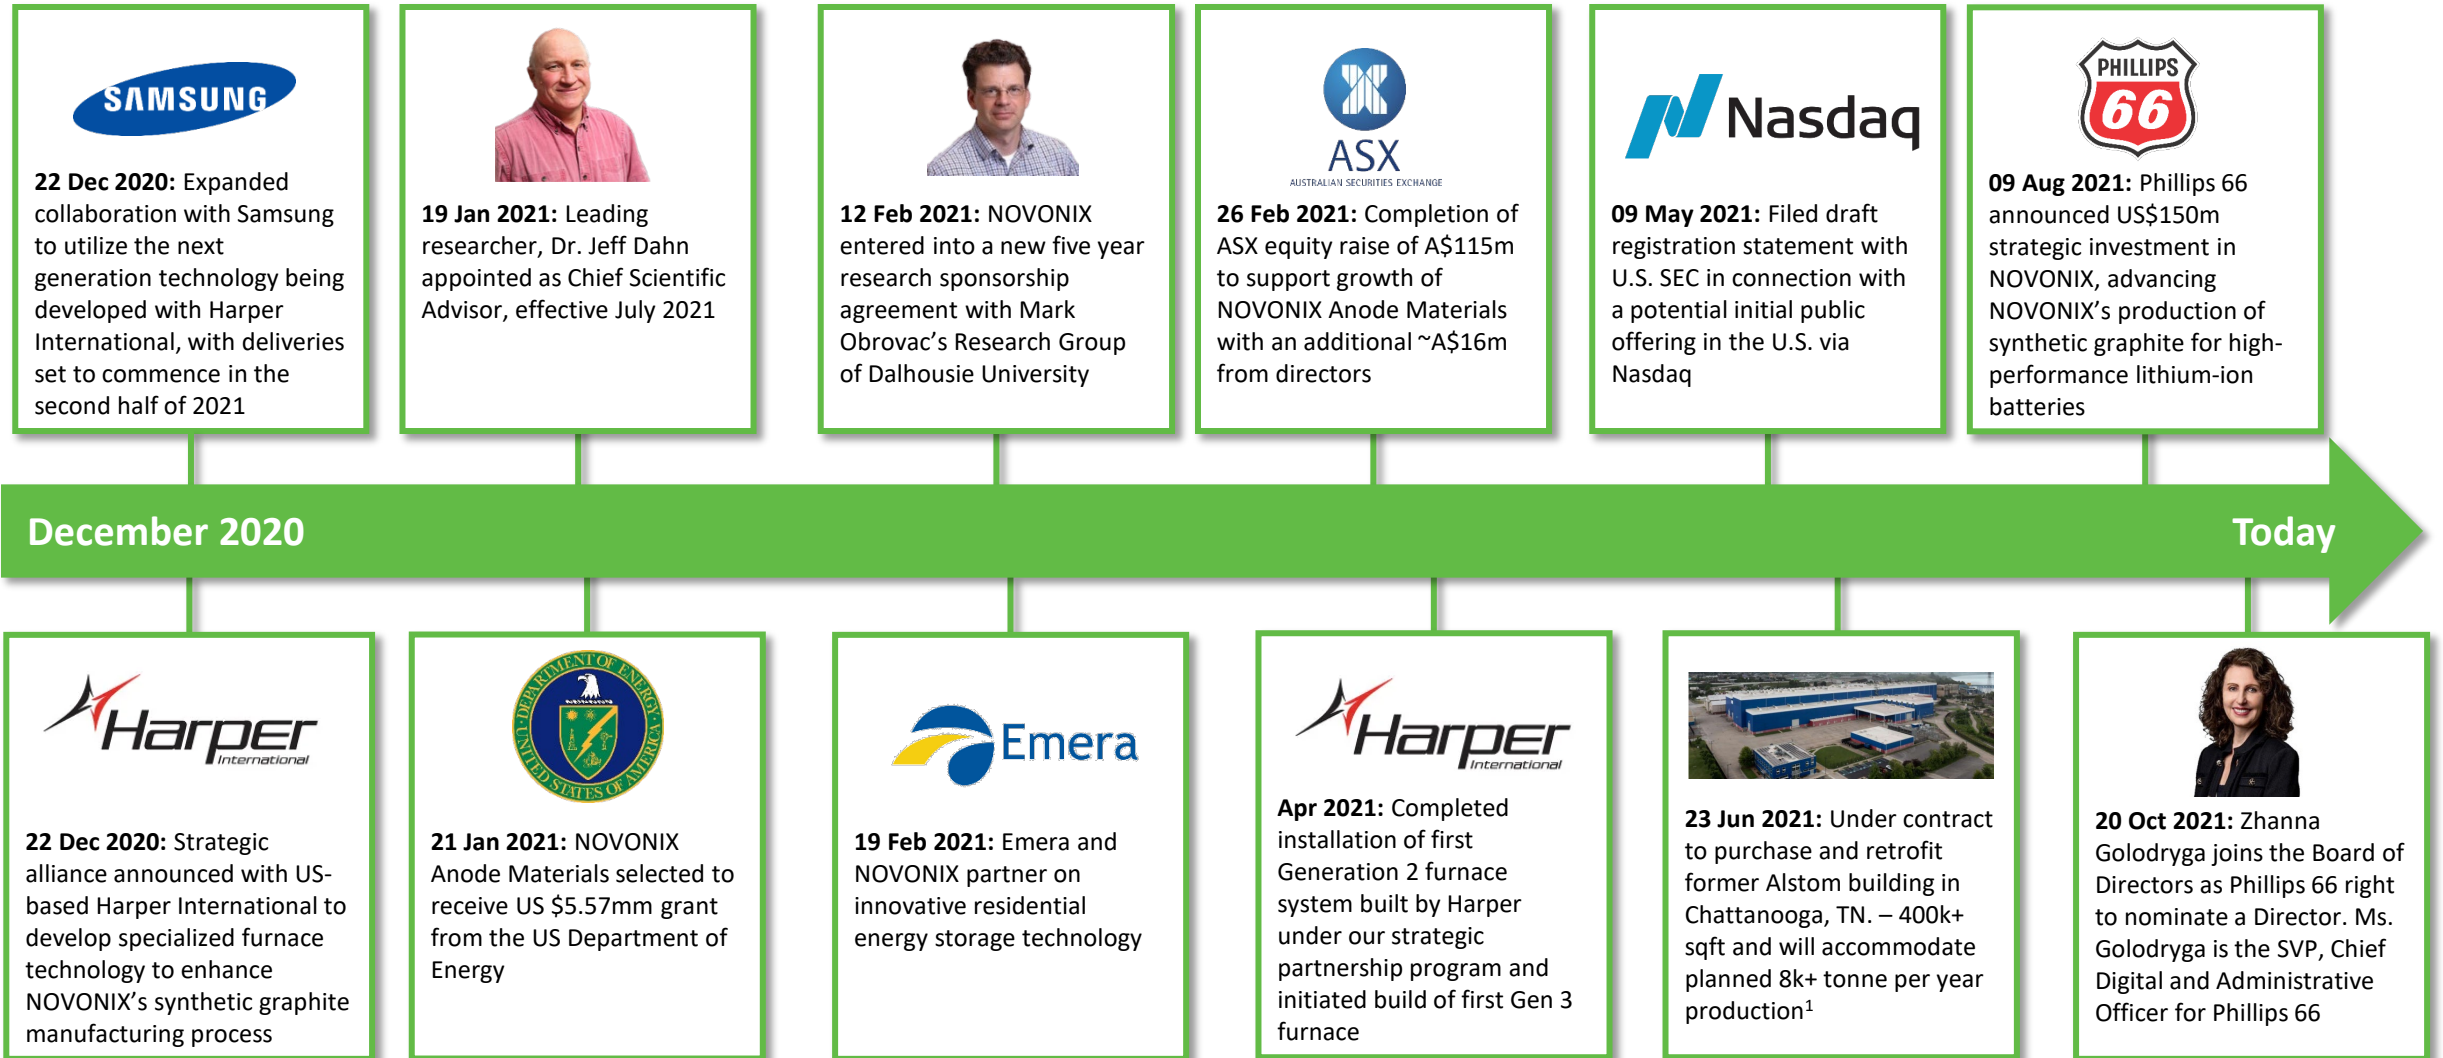 SAMSUNG
22 Dec 2020: Expanded
collaboration with Samsung
to utilize the next
generation technology being
developed with Harper
International, with deliveries
set to commence in the
second half of 2021
19 Jan 2021: Leading
researcher, Dr. Jeff Dahn
appointed as Chief Scientific
Advisor, effective July 2021
12 Feb 2021: NOVONIX
entered into a new five year
research sponsorship
agreement with Mark
Obrovac’s Research Group
of Dalhousie University
ASX
AUSTRALIAN SECURITIES EXCHANGE
26 Feb 2021: Completion of
ASX equity raise of A$115m
to support growth of
NOVONIX Anode Materials
with an additional ~A$16m
from directors
Nasdaq
09 May 2021: Filed draft
registration statement with
U.S. SEC in connection with
a potential initial public
offering in the U.S. via
Nasdaq
PHILLIPS
66
09 Aug 2021: Phillips 66
announced US$150m
strategic investment in
NOVONIX, advancing
NOVONIX’s production of
synthetic graphite for high-
performance lithium-ion
batteries
December 2020
Today
Harper
International
22 Dec 2020: Strategic
alliance announced with US-
based Harper International to
develop specialized furnace
technology to enhance
NOVONIX’s synthetic graphite
manufacturing process
DEPARTMENT OF ENERGY
UNITED STATES OF AMERICA
21 Jan 2021: NOVONIX
Anode Materials selected to
receive US $5.57mm grant
from the US Department of
Energy
Emera
19 Feb 2021: Emera and
NOVONIX partner on
innovative residential
energy storage technology
Harper
International
Apr 2021: Completed
installation of first
Generation 2 furnace
system built by Harper
under our strategic
partnership program and
initiated build of first Gen 3
furnace
23 Jun 2021: Under contract
to purchase and retrofit
former Alstom building in
Chattanooga, TN. – 400k+
sqft and will accommodate
planned 8k+ tonne per year
production¹
20 Oct 2021: Zhanna
Golodryga joins the Board of
Directors as Phillips 66 right
to nominate a Director. Ms.
Golodryga is the SVP, Chief
Digital and Administrative
Officer for Phillips 66